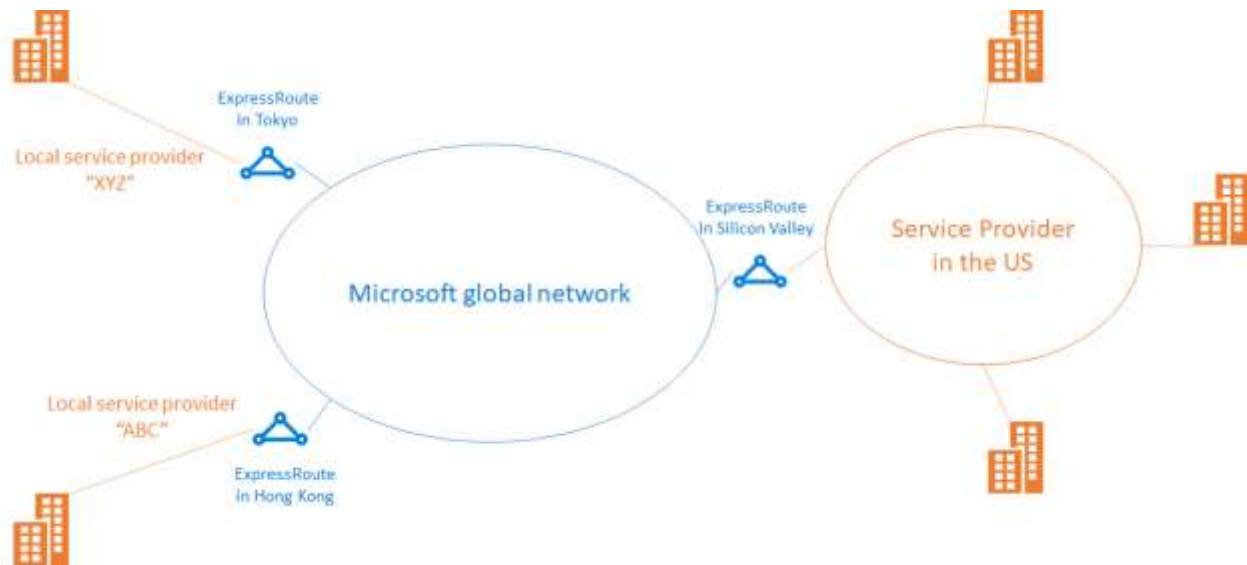 ExpressRoute
in Tokyo
Local service provider
"XYZ"
ExpressRoute
in Silicon Valley
Service Provider
in the US
Microsoft global network
Local service provider
"ABC"
ExpressRoute
in Hong Kong